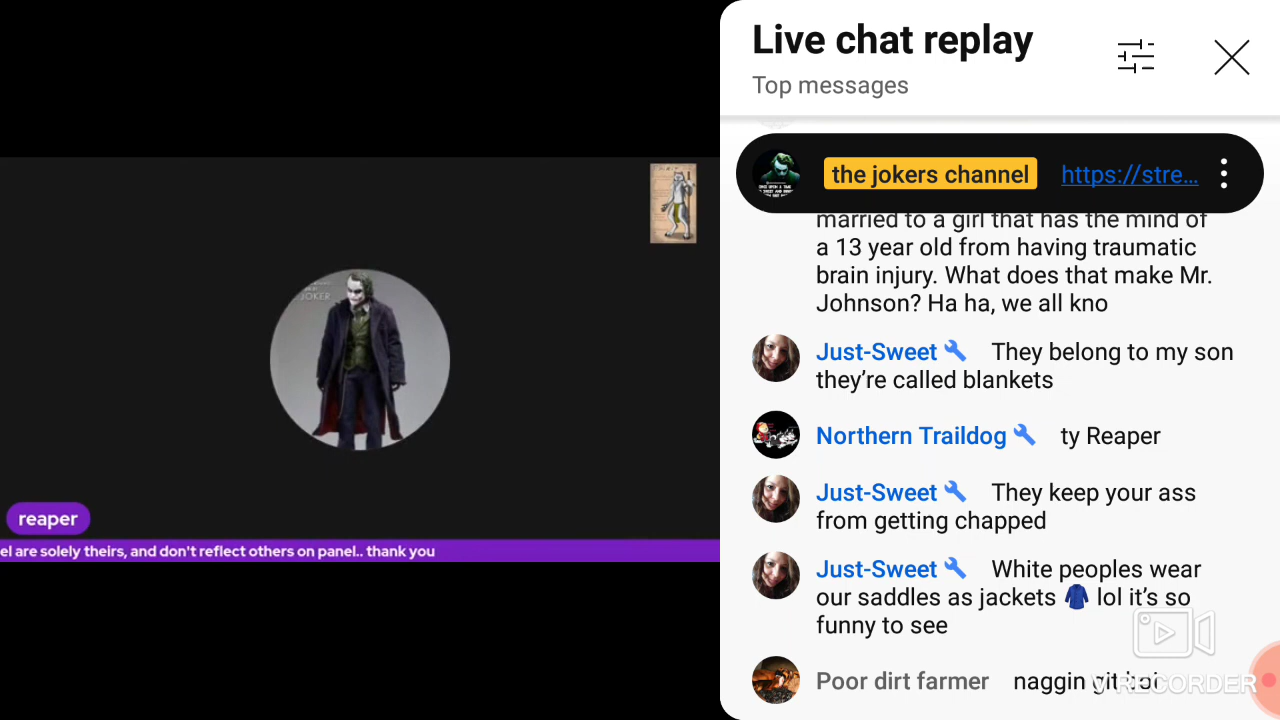 Live chat replay
Top messages
the jokers channel https://stre...
married to a girl that has the mind of
a 13 year old from having traumatic
brain injury. What does that make Mr.
Johnson? Ha ha, we all kno
Just-Sweet They belong to my son
they’re called blankets
Northern Traildog ty Reaper
Just-Sweet They keep your ass
from getting chapped
Just-Sweet White peoples wear
our saddles as jackets lol it’s so
funny to see
Poor dirt farmer naggin git
V RECORDER
JOKER
reaper
el are solely theirs, and don't reflect others on panel.. thank you